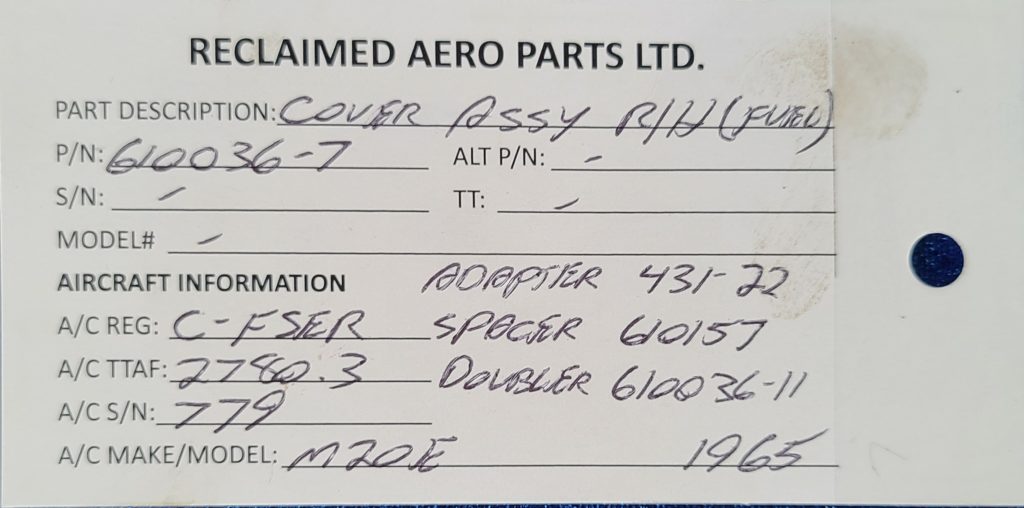 RECLAIMED AERO PARTS LTD.
PART DESCRIPTION: COVER ASSY R/H (FUEL)
P/N: 610036-7 ALT P/N: -
S/N: - TT: -
MODEL# -
AIRCRAFT INFORMATION ADAPTER 431-22
A/C REG: C-FSER SPACER 610157
A/C TTAF: 2780.3 DOUBLER 610036-11
A/C S/N: 779
A/C MAKE/MODEL: M20E 1965